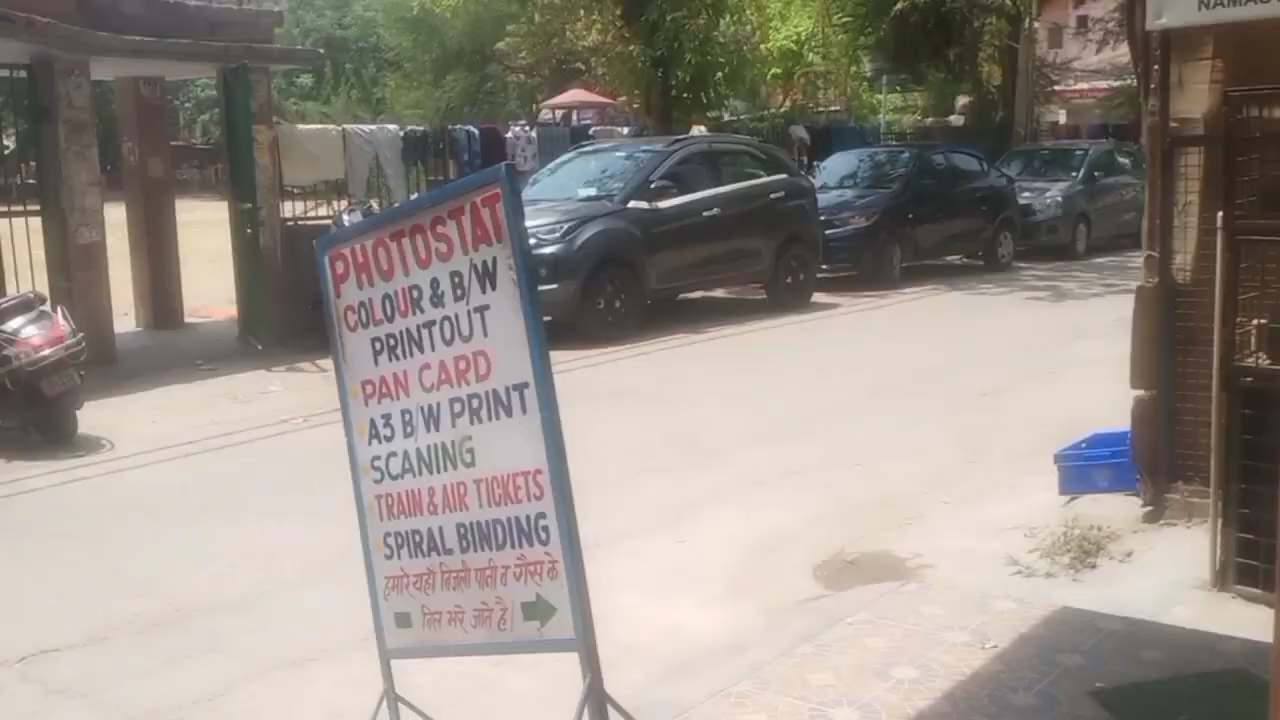 PHOTOSTAT
COLOUR & B/W
PRINTOUT
PAN CARD
A3 B/W PRINT
SCANING
TRAIN & AIR TICKETS
SPIRAL BINDING
हमारे यहाँ बिजली पानी व गैस के
बिल भरे जाते है।